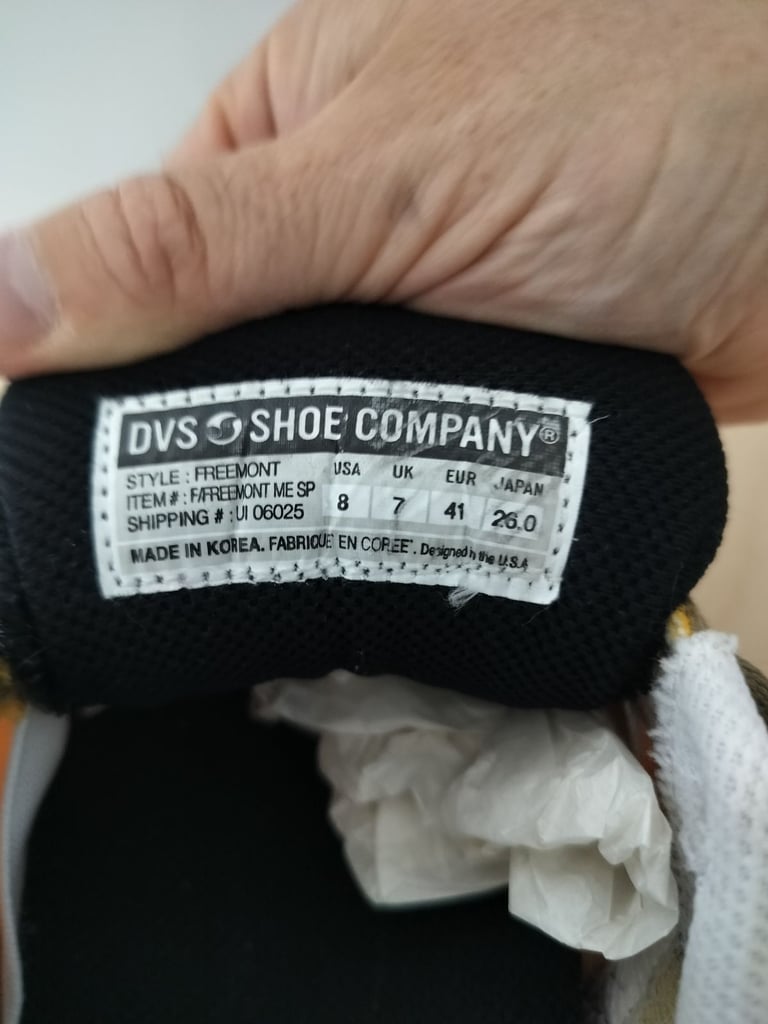 DVS SHOE COMPANY®
STYLE : FREEMONT
ITEM # : F/FREEMONT ME SP
SHIPPING # : UI 06025
USA UK EUR JAPAN
8 7 41 26.0
MADE IN KOREA. FABRIQUE EN COREE. Designed in the U.S.A